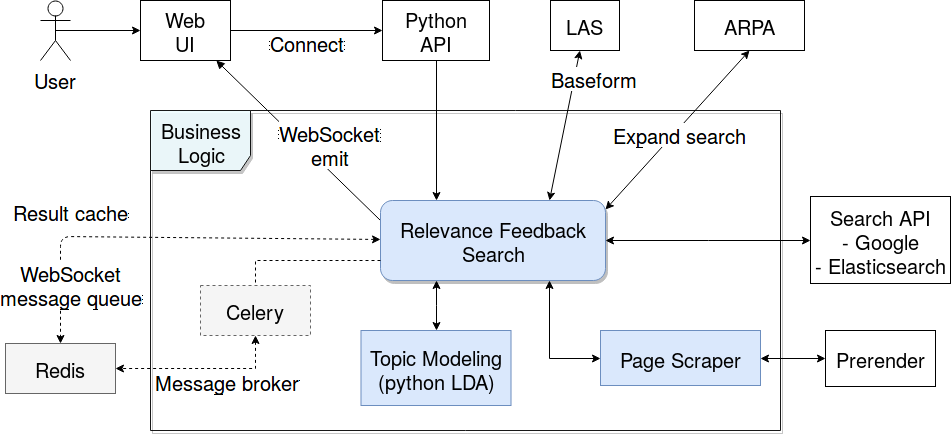 User
Web
UI
Connect
Python
API
LAS
ARPA
Baseform
Expand search
Business
Logic
WebSocket
emit
Result cache
WebSocket
message queue
Relevance Feedback
Search
Search API
- Google
- Elasticsearch
Celery
Redis
Message broker
Topic Modeling
(python LDA)
Page Scraper
Prerender